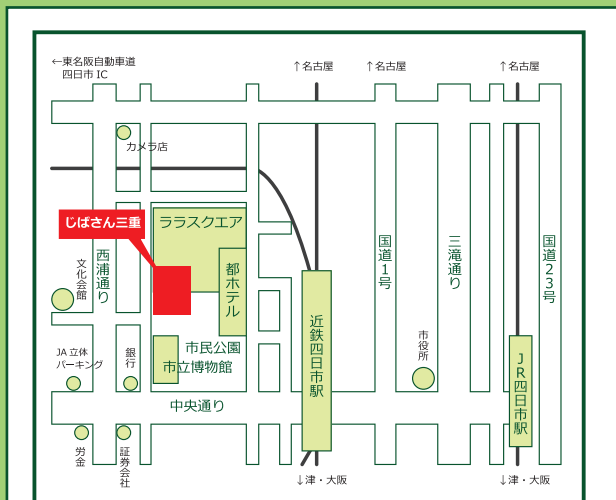 ←東名阪自動車道
四日市 IC
↑名古屋
↑名古屋
↑名古屋
カメラ店
じばさん三重
ララスクエア
西浦通り
文化会館
都ホテル
国道1号
三滝通り
国道23号
近鉄四日市駅
市役所
JR四日市駅
市民公園
市立博物館
JA 立体
パーキング
銀行
中央通り
労金
証券会社
↓津・大阪
↓津・大阪